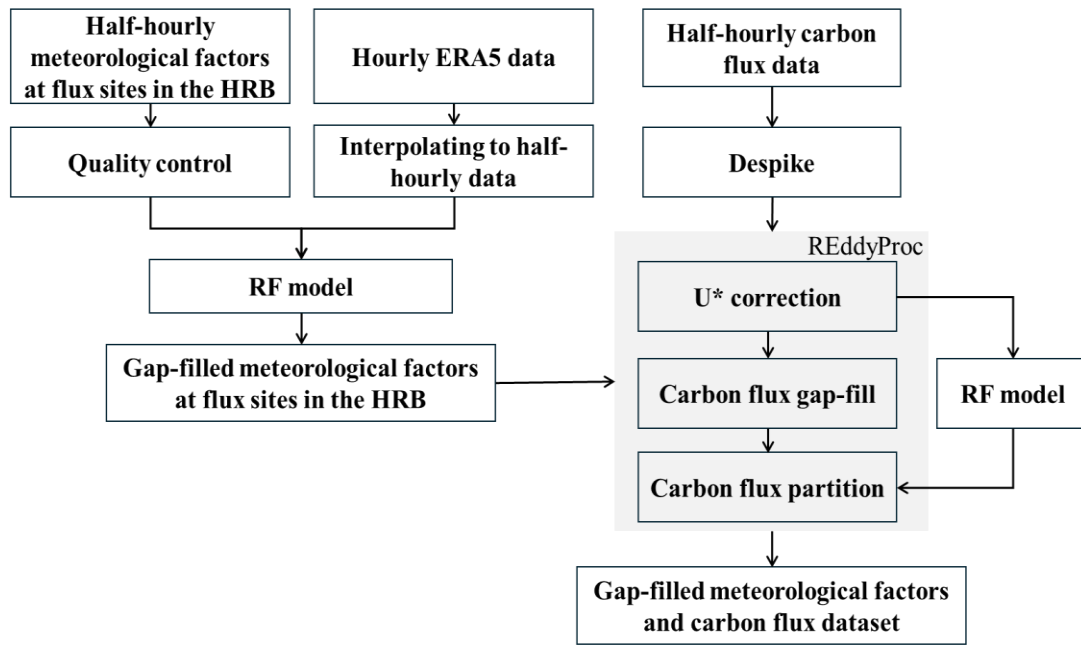 Half-hourly
meteorological factors
at flux sites in the HRB
Hourly ERA5 data
Half-hourly carbon
flux data
Quality control
Interpolating to half-
hourly data
Despike
REddyProc
RF model
U* correction
Gap-filled meteorological factors
at flux sites in the HRB
Carbon flux gap-fill
RF model
Carbon flux partition
Gap-filled meteorological factors
and carbon flux dataset